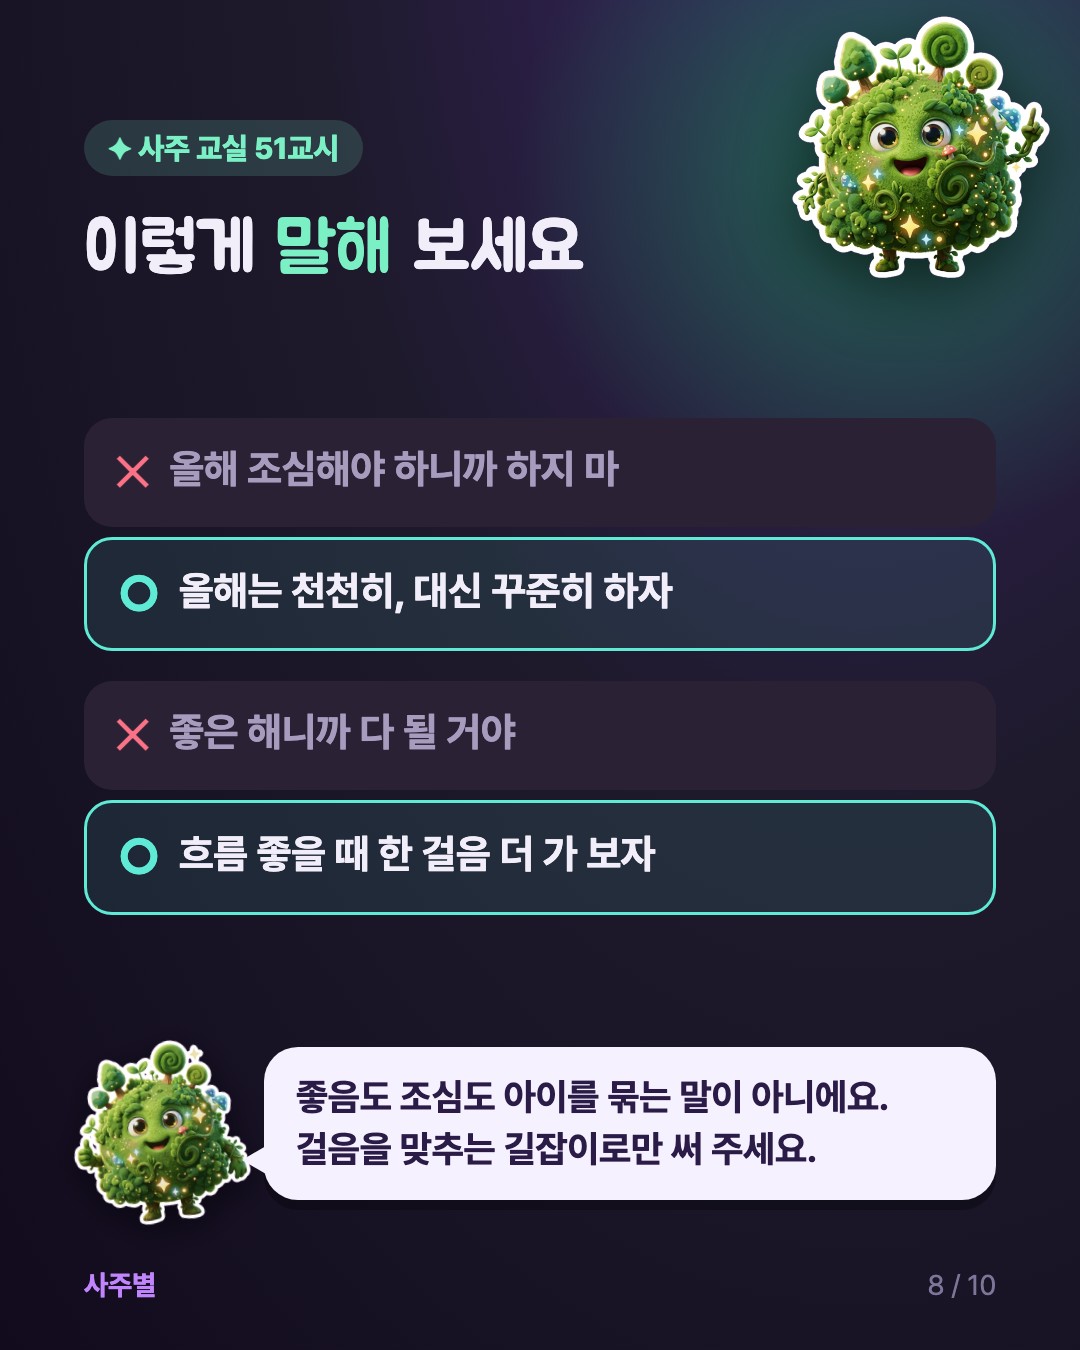 사주 교실 51교시
이렇게 말해 보세요
올해 조심해야 하니까 하지 마
올해는 천천히, 대신 꾸준히 하자
좋은 해니까 다 될 거야
흐름 좋을 때 한 걸음 더 가 보자
좋음도 조심도 아이를 묶는 말이 아니에요.
걸음을 맞추는 길잡이로만 써 주세요.
사주별
8 / 10